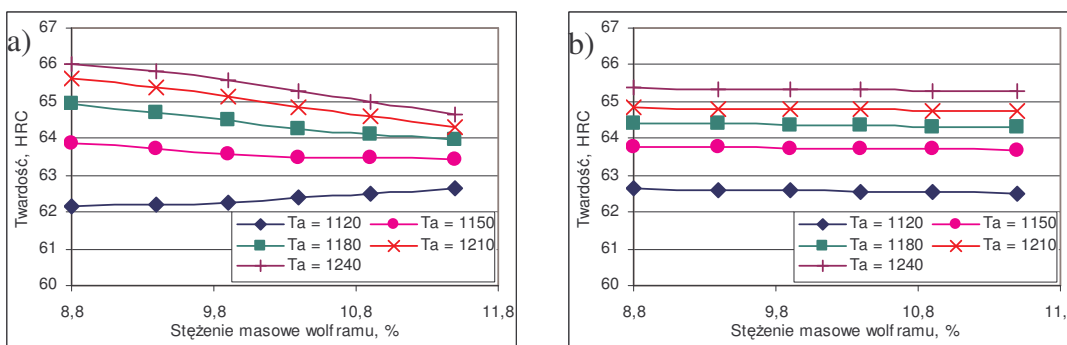 a)
Twardość, HRC
67
66
65
64
63
62
61
60
8,8
9,8
10,8
11,8
Stężenie masowe wolframu, %
Ta = 1120
Ta = 1150
Ta = 1180
Ta = 1210
Ta = 1240
b)
Twardość, HRC
67
66
65
64
63
62
61
60
8,8
9,8
10,8
11,
Stężenie masowe wolframu, %
Ta = 1120
Ta = 1150
Ta = 1180
Ta = 1210
Ta = 1240